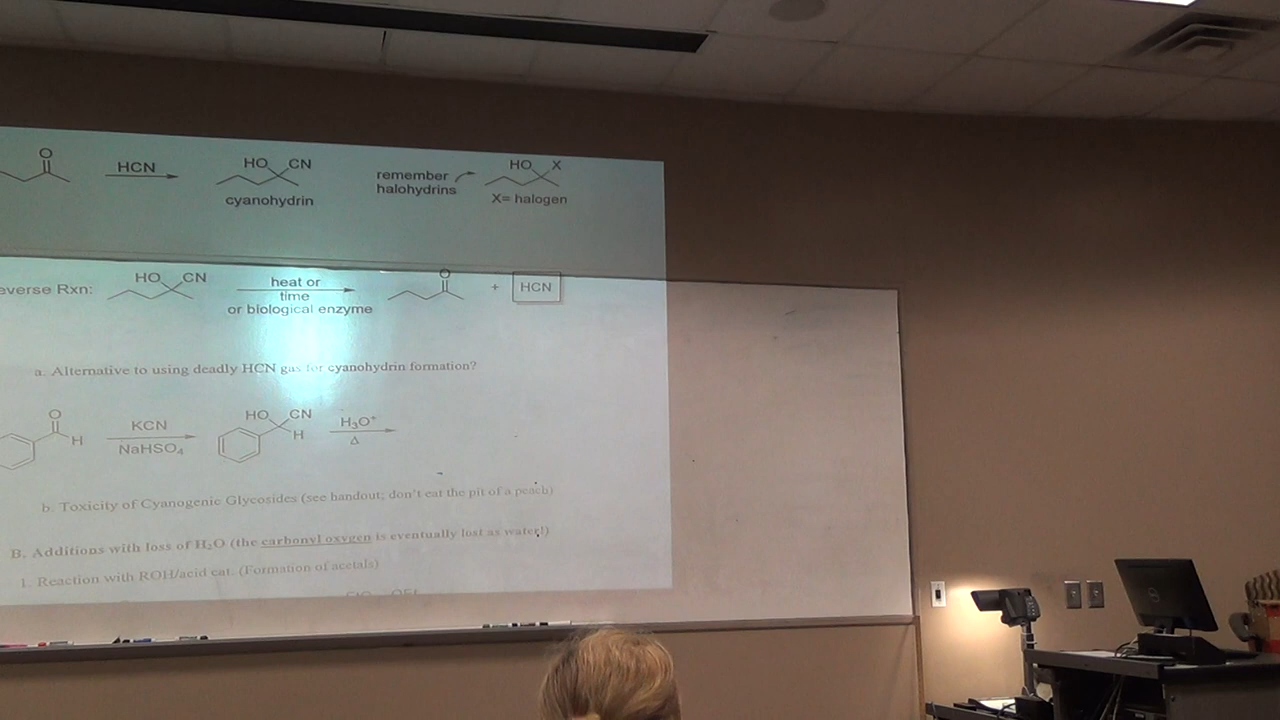 O
HCN
HO CN
cyanohydrin
remember
halohydrins
HO X
X= halogen
everse Rxn:
HO CN
heat or
time
or biological enzyme
O
+ HCN
a. Alternative to using deadly HCN gas for cyanohydrin formation?
O
H
KCN
NaHSO₄
HO CN
H
H₃O⁺
Δ
b. Toxicity of Cyanogenic Glycosides (see handout; don't eat the pit of a peach)
B. Additions with loss of H₂O (the carbonyl oxygen is eventually lost as water!)
1. Reaction with ROH/acid cat. (Formation of acetals)